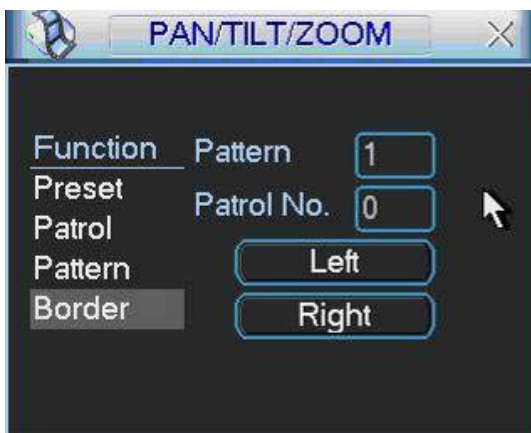 PAN/TILT/ZOOM
Function
Preset
Patrol
Pattern
Border
Pattern 1
Patrol No. 0
Left
Right